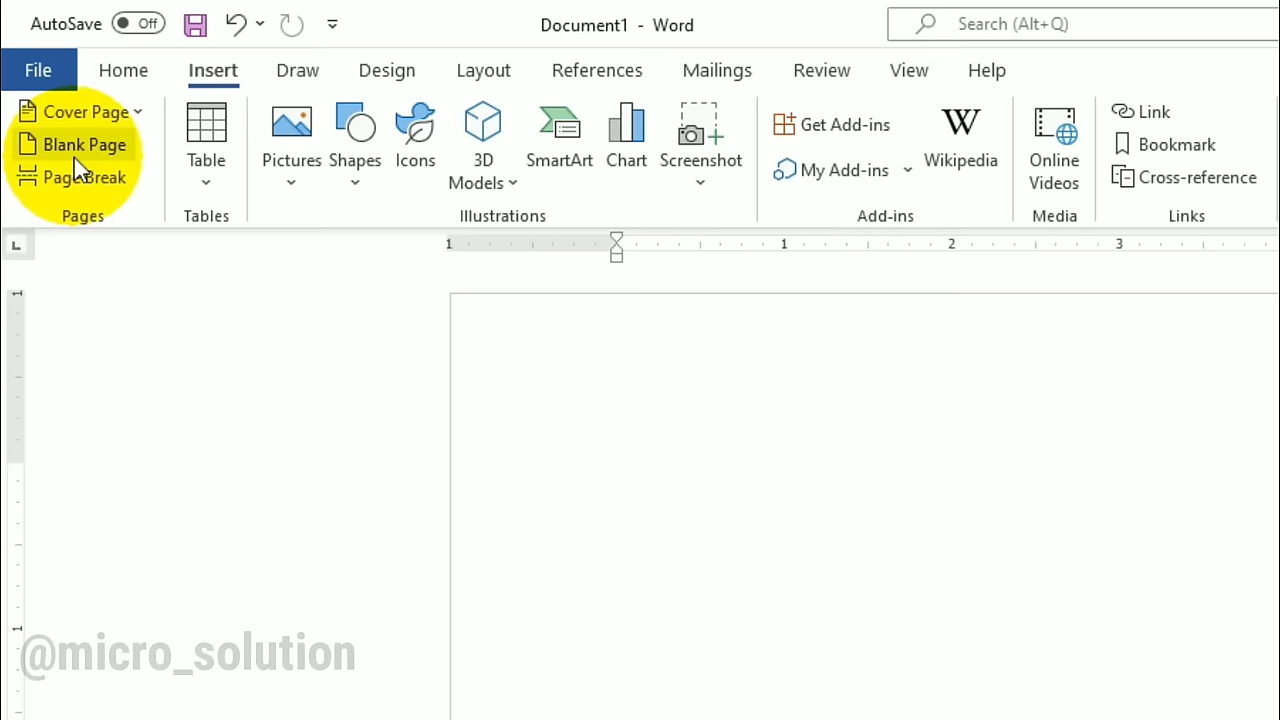 AutoSave Off Document1 - Word Search (Alt+Q)
File Home Insert Draw Design Layout References Mailings Review View Help
Cover Page
Blank Page
Page Break
Pages
Table
Tables
Pictures Shapes Icons 3D Models SmartArt Chart Screenshot
Illustrations
Get Add-ins
My Add-ins
Wikipedia
Add-ins
Online Videos
Media
Link
Bookmark
Cross-reference
Links
1 1 2 3
1
1
@micro_solution